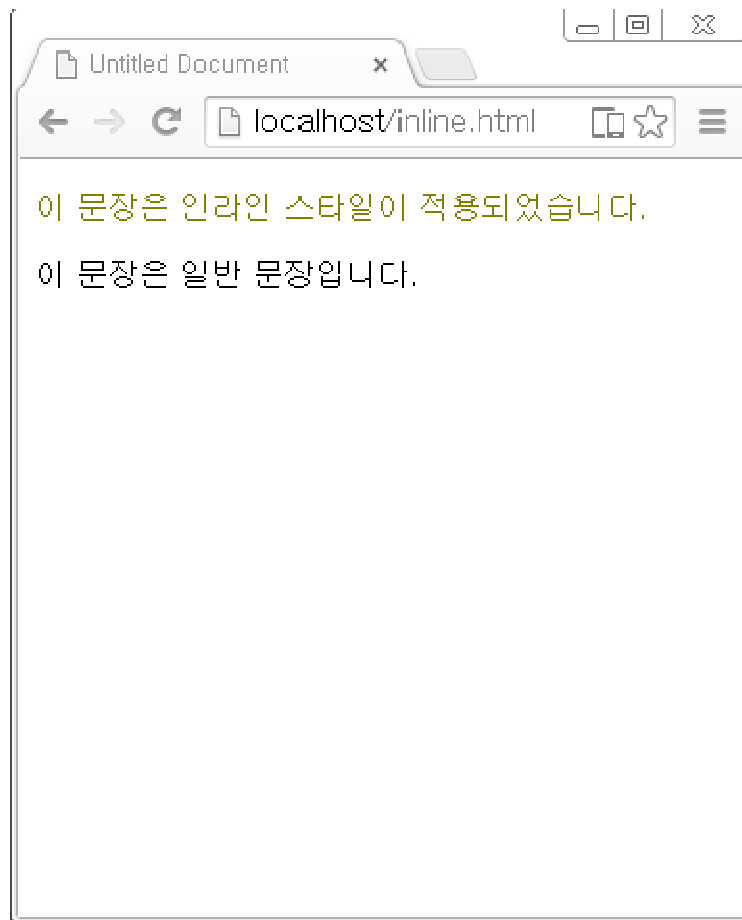 Untitled Document
localhost/inline.html
이 문장은 인라인 스타일이 적용되었습니다.
이 문장은 일반 문장입니다.